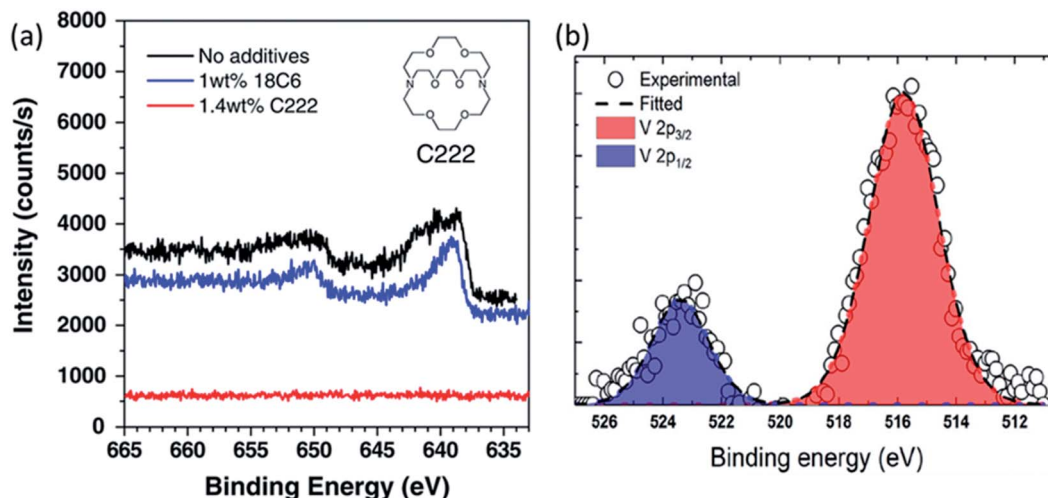 (a)
8000
7000
6000
5000
4000
3000
2000
1000
0
Intensity (counts/s)
No additives
1wt% 18C6
1.4wt% C222
O O
N O O N
O O
C222
665 660 655 650 645 640 635
Binding Energy (eV)
(b)
Experimental
Fitted
V 2p3/2
V 2p1/2
526 524 522 520 518 516 514 512
Binding energy (eV)